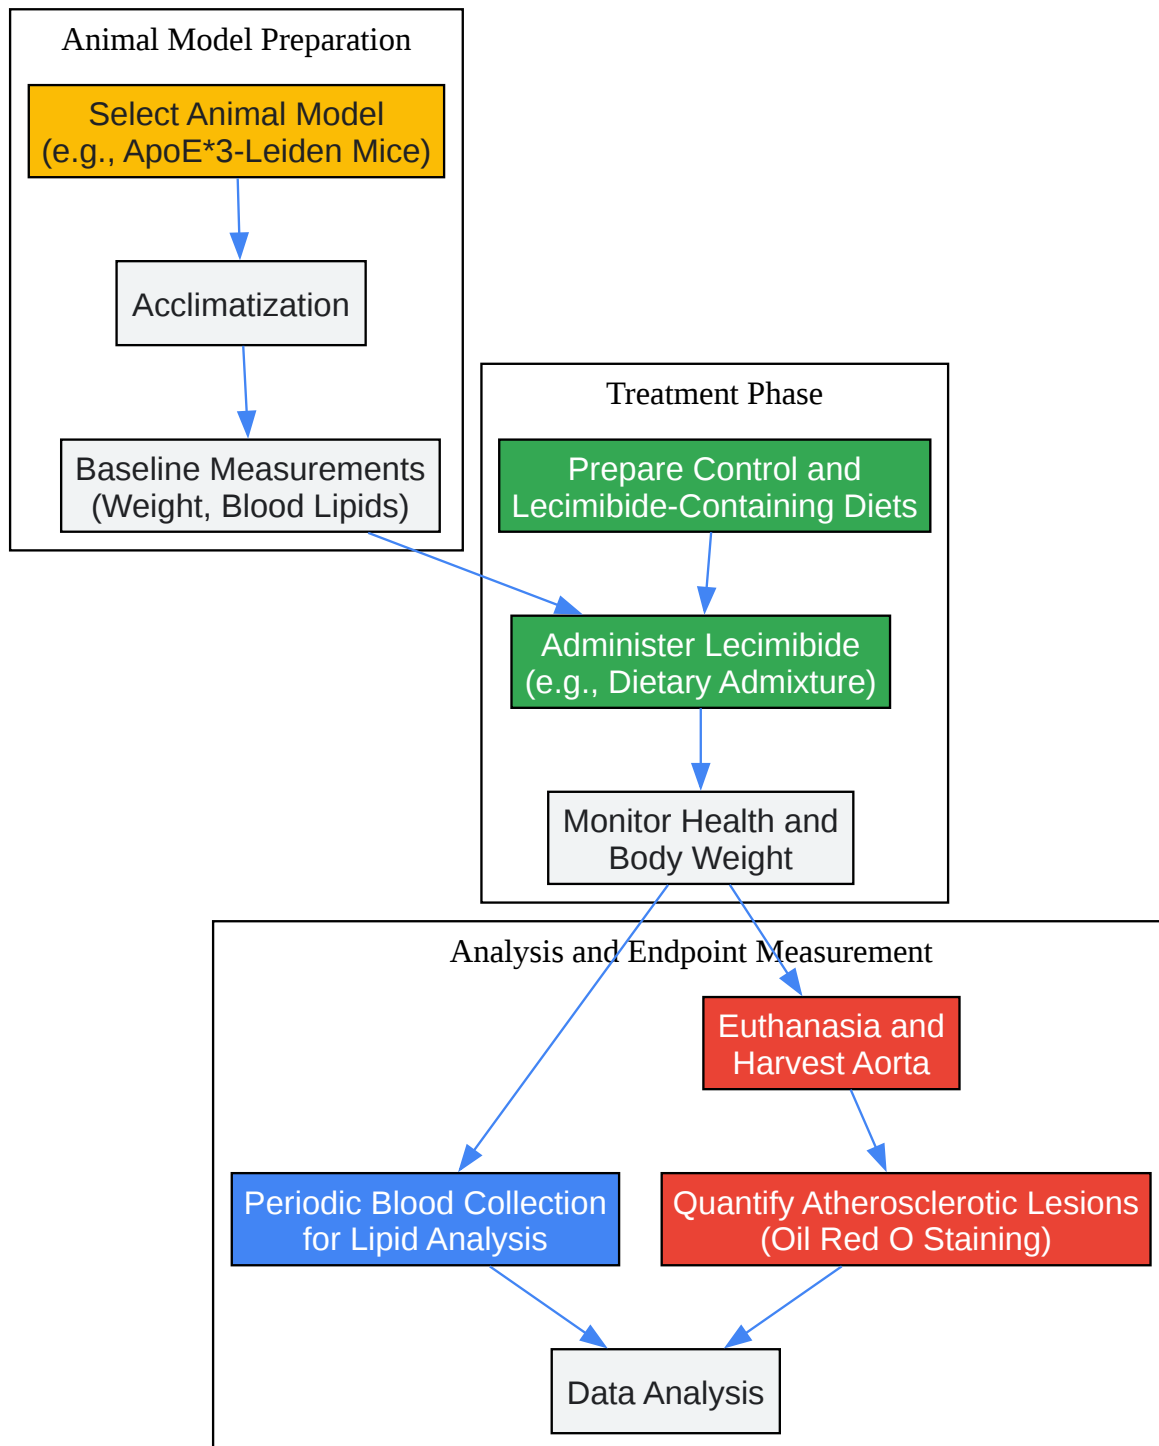 Animal Model Preparation
Select Animal Model
(e.g., ApoE*3-Leiden Mice)
Acclimatization
Baseline Measurements
(Weight, Blood Lipids)
Treatment Phase
Prepare Control and
Lecimibide-Containing Diets
Administer Lecimibide
(e.g., Dietary Admixture)
Monitor Health and
Body Weight
Analysis and Endpoint Measurement
Euthanasia and
Harvest Aorta
Periodic Blood Collection
for Lipid Analysis
Quantify Atherosclerotic Lesions
(Oil Red O Staining)
Data Analysis